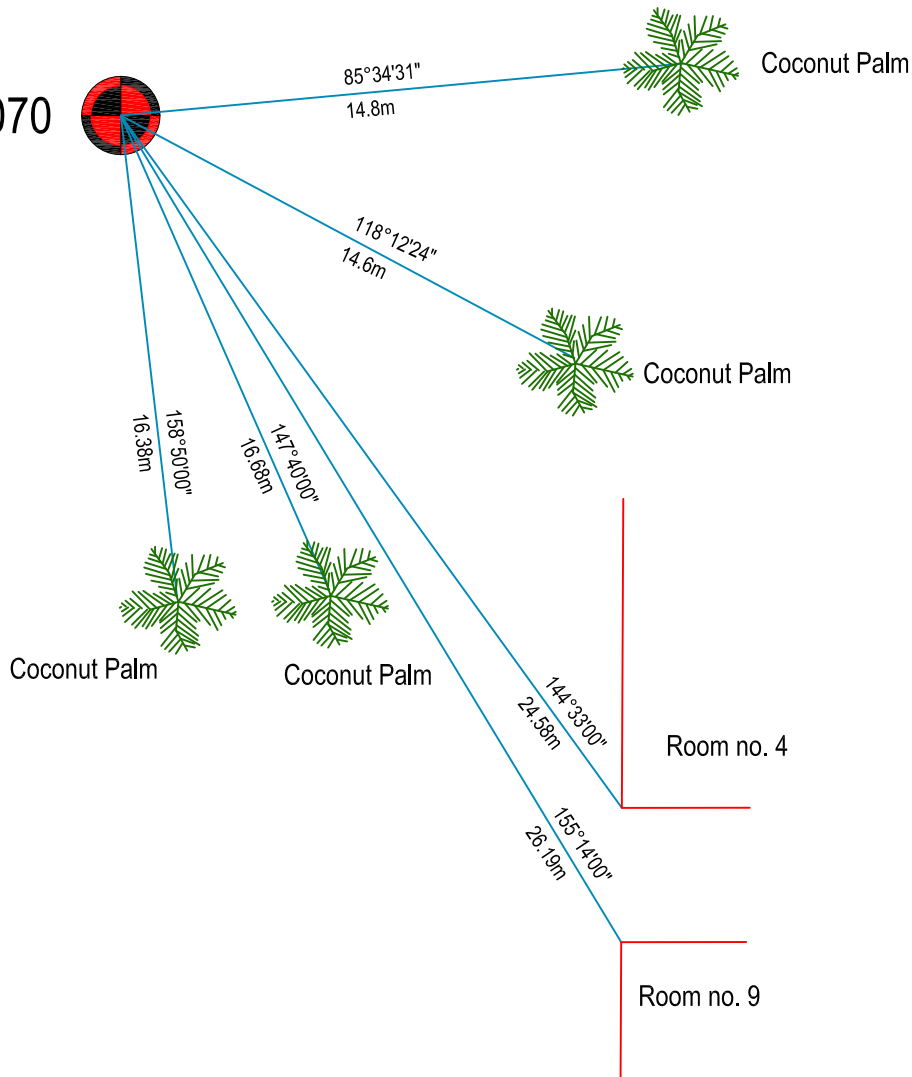 Coconut Palm
85°34'31"
14.8m
070
118°12'24"
14.6m
Coconut Palm
158°50'00"
16.38m
147°40'00"
16.68m
Coconut Palm
Coconut Palm
144°33'00"
24.58m
Room no. 4
155°14'00"
26.19m
Room no. 9